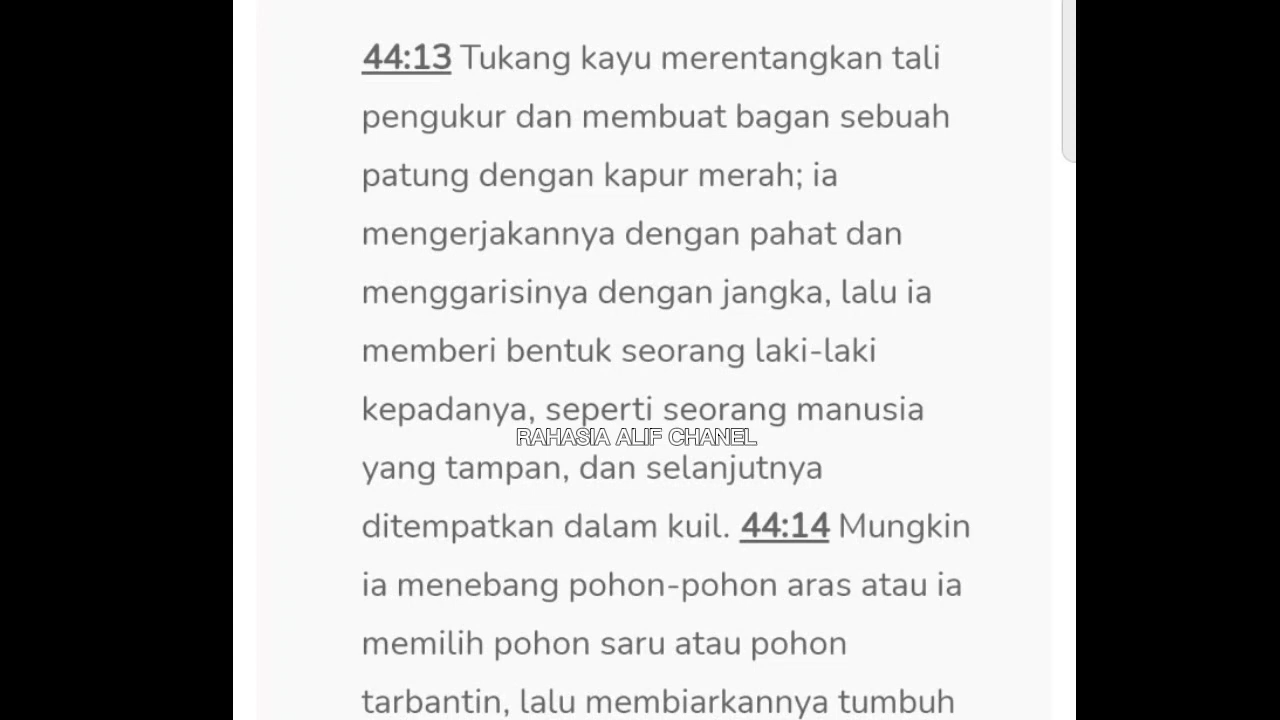 44:13 Tukang kayu merentangkan tali
pengukur dan membuat bagan sebuah
patung dengan kapur merah; ia
mengerjakannya dengan pahat dan
menggarisinya dengan jangka, lalu ia
memberi bentuk seorang laki-laki
kepadanya, seperti seorang manusia
RAHASIA ALIF CHANEL
yang tampan, dan selanjutnya
ditempatkan dalam kuil. 44:14 Mungkin
ia menebang pohon-pohon aras atau ia
memilih pohon saru atau pohon
tarbantin, lalu membiarkannya tumbuh